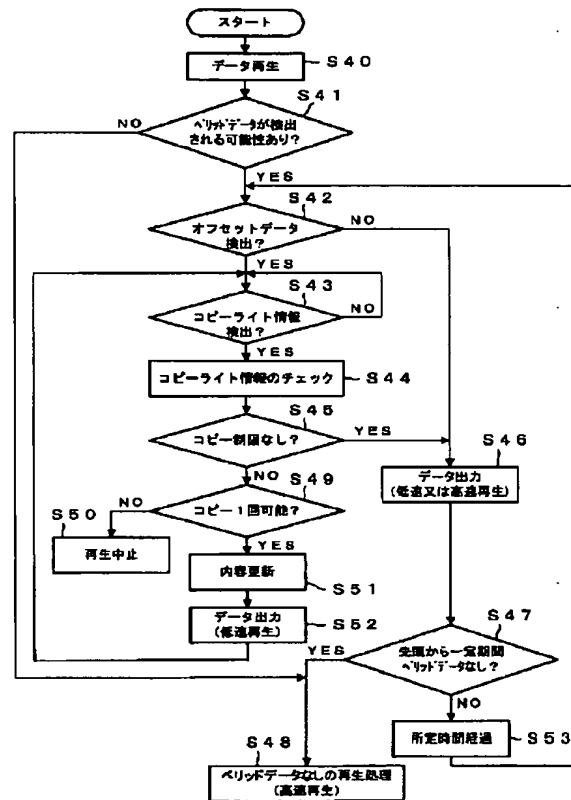 スタート
データ再生
S40
S41
NO
ベリッドデータが検出
される可能性あり?
YES
S42
オフセットデータ
検出?
NO
YES
S43
コピーライト情報
検出?
NO
YES
コピーライト情報のチェック
S44
S45
コピー制限なし?
YES
S46
NO
データ出力
(低速又は高速再生)
S49
コピー1回可能?
NO
S50
YES
再生中止
内容更新
S51
S47
データ出力
(低速再生)
S52
先頭から一定期間
ベリッドデータなし?
YES
NO
所定時間経過
S53
S48
ベリッドデータなしの再生処理
(高速再生)